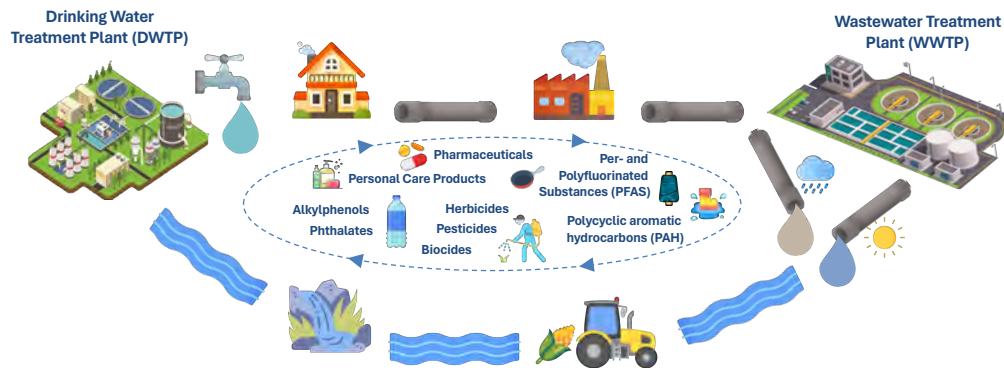 Drinking Water
Treatment Plant (DWTP)
Wastewater Treatment
Plant (WWTP)
Pharmaceuticals
Personal Care Products
Per- and
Polyfluorinated
Substances (PFAS)
Alkylphenols
Phthalates
Herbicides
Pesticides
Biocides
Polycyclic aromatic
hydrocarbons (PAH)